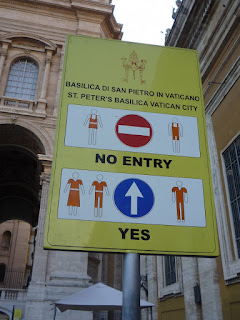 BASILICA DI SAN PIETRO IN VATICANO
ST. PETER'S BASILICA VATICAN CITY
NO ENTRY
YES